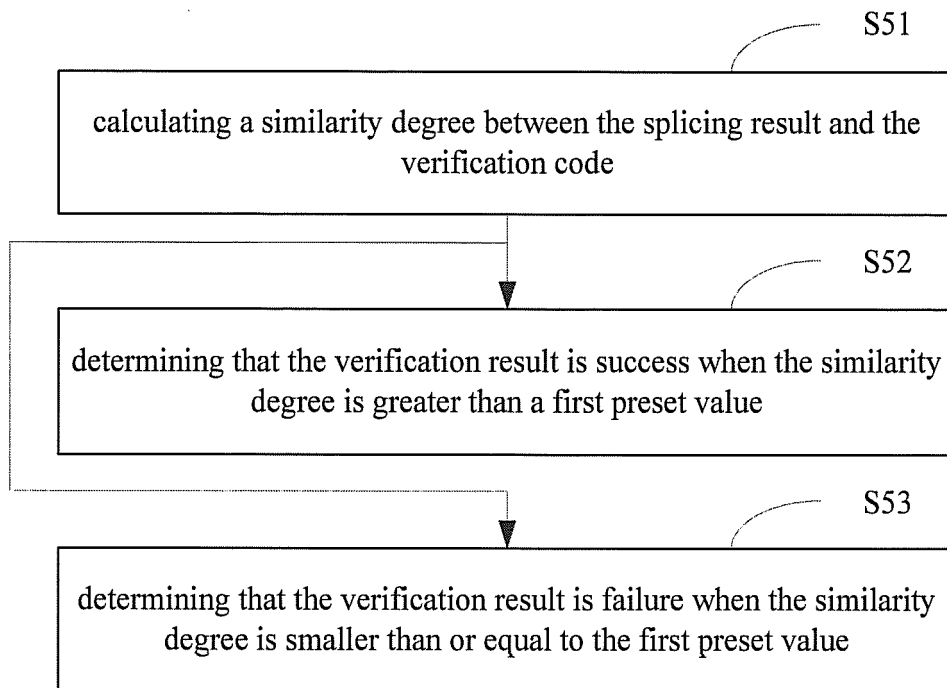 S51
calculating a similarity degree between the splicing result and the
verification code
S52
determining that the verification result is success when the similarity
degree is greater than a first preset value
S53
determining that the verification result is failure when the similarity
degree is smaller than or equal to the first preset value